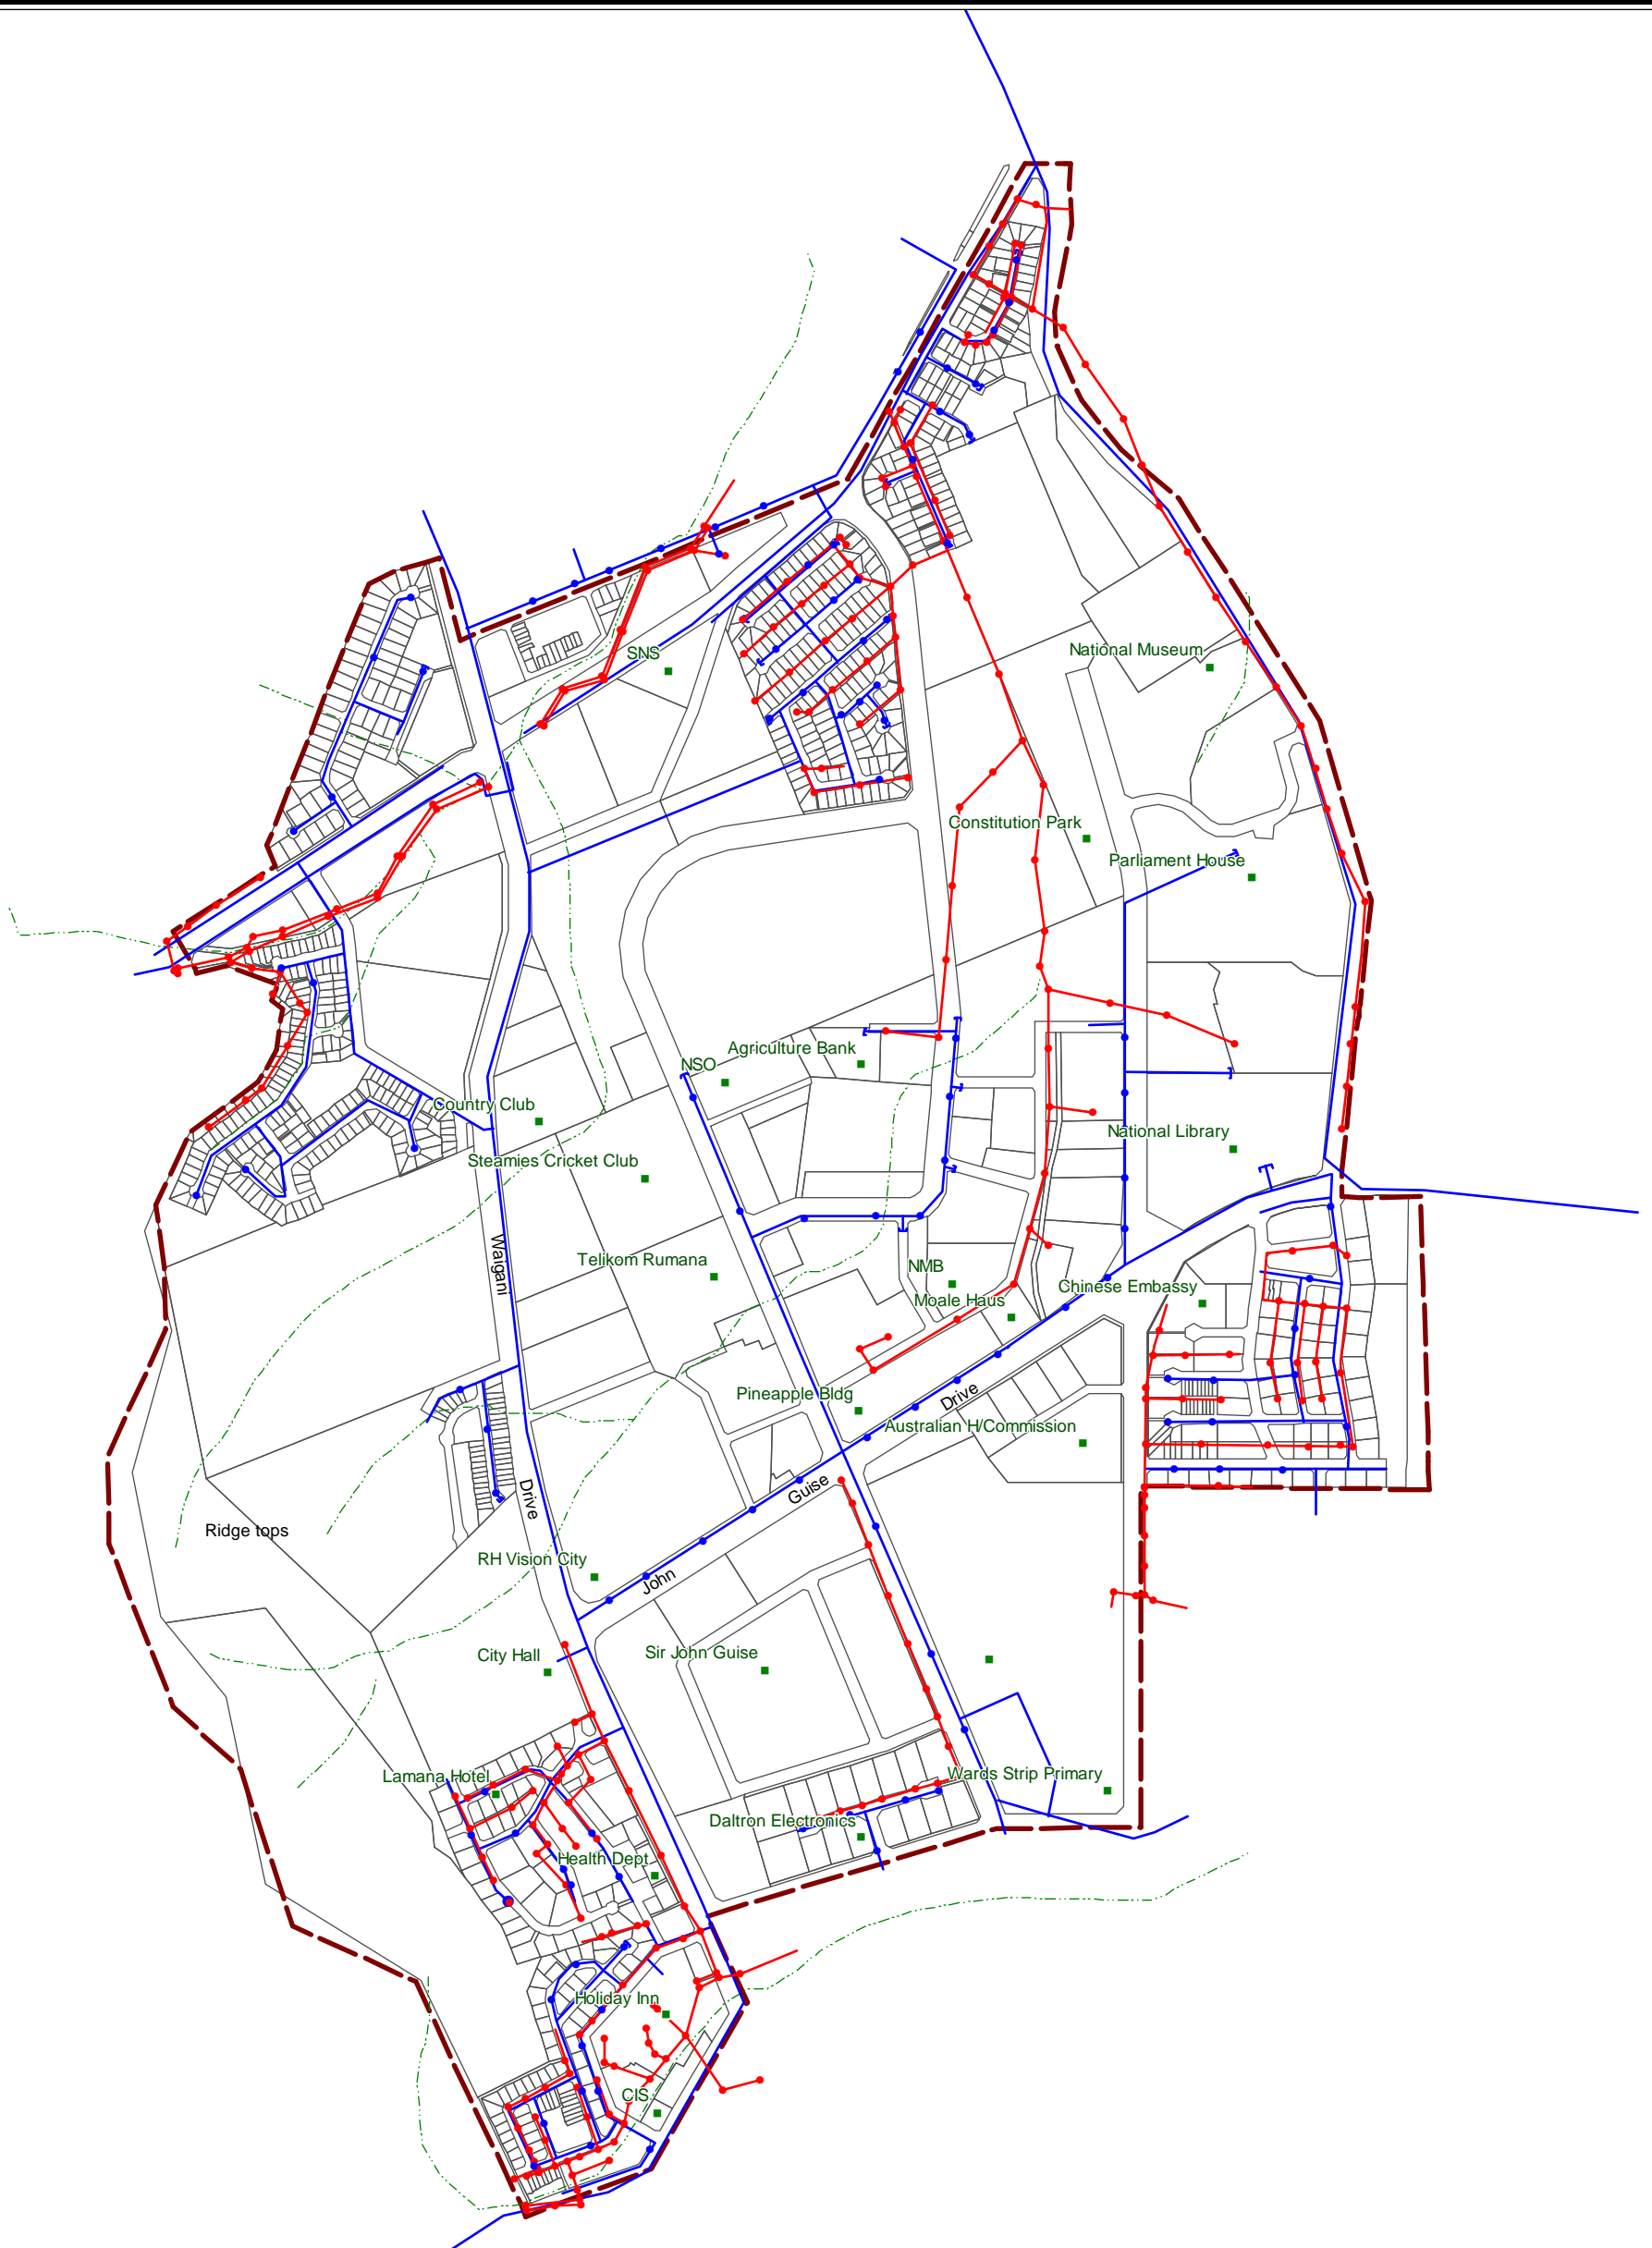 SNS
National Museum
Constitution Park
Parliament House
Agriculture Bank
NSO
Country Club
National Library
Steamies Cricket Club
Waigani
Telikom Rumana
NMB
Chinese Embassy
Moale Haus
Pineapple Bldg
Drive
Australian H/Commission
Guise
Drive
Ridge tops
RH Vision City
John
City Hall
Sir John Guise
Lamana Hotel
Wards Strip Primary
Daltron Electronics
Health Dept
Holiday Inn
CIS